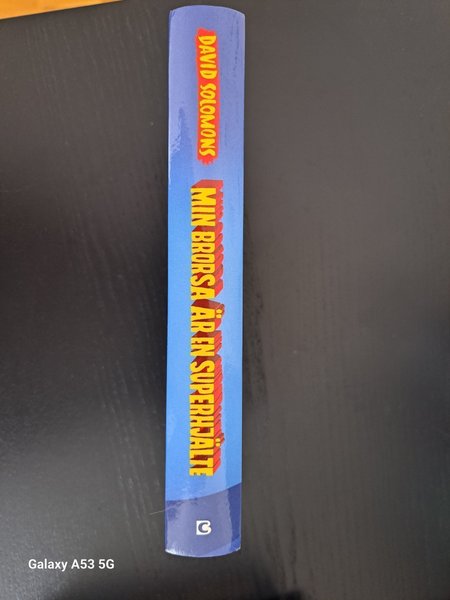 DAVID SOLOMONS
MIN BRORSA ÄR EN SUPERHJÄLTE
Galaxy A53 5G